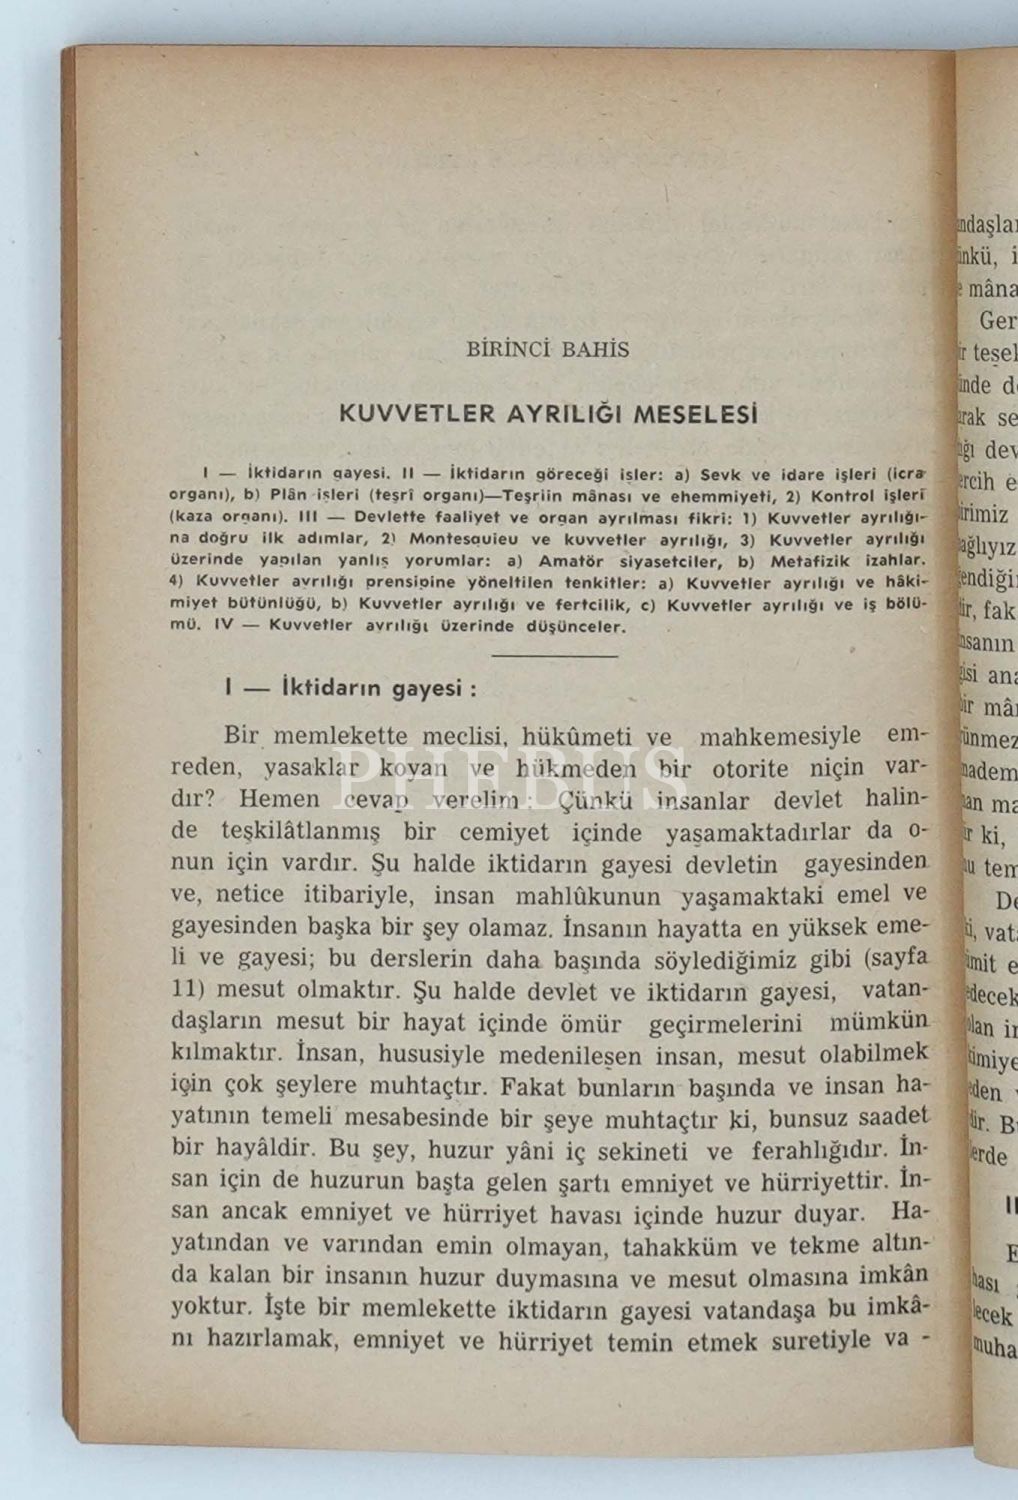 BİRİNCİ BAHİS
KUVVETLER AYRILIĞI MESELESİ
I — İktidarın gayesi. II — İktidarın göreceği işler: a) Sevk ve idare işleri (icra
organı), b) Plân işleri (teşrî organı)—Teşriin mânası ve ehemmiyeti, 2) Kontrol işleri
(kaza organı). III — Devlette faaliyet ve organ ayrılması fikri: 1) Kuvvetler ayrılığı-
na doğru ilk adımlar, 2) Montesquieu ve kuvvetler ayrılığı, 3) Kuvvetler ayrılığı
üzerinde yapılan yanlış yorumlar: a) Amatör siyasetciler, b) Metafizik izahlar.
4) Kuvvetler ayrılığı prensipine yöneltilen tenkitler: a) Kuvvetler ayrılığı ve hâki-
miyet bütünlüğü, b) Kuvvetler ayrılığı ve fertcilik, c) Kuvvetler ayrılığı ve iş bölü-
mü. IV — Kuvvetler ayrılığı üzerinde düşünceler.
I — İktidarın gayesi :
Bir memlekette meclisi, hükûmeti ve mahkemesiyle em-
reden, yasaklar koyan ve hükmeden bir otorite niçin var-
dır? Hemen cevap verelim : Çünkü insanlar devlet halin-
de teşkilâtlanmış bir cemiyet içinde yaşamaktadırlar da o-
nun için vardır. Şu halde iktidarın gayesi devletin gayesinden
ve, netice itibariyle, insan mahlûkunun yaşamaktaki emel ve
gayesinden başka bir şey olamaz. İnsanın hayatta en yüksek eme-
li ve gayesi; bu derslerin daha başında söylediğimiz gibi (sayfa
11) mesut olmaktır. Şu halde devlet ve iktidarın gayesi, vatan-
daşların mesut bir hayat içinde ömür geçirmelerini mümkün
kılmaktır. İnsan, hususiyle medenileşen insan, mesut olabilmek
için çok şeylere muhtaçtır. Fakat bunların başında ve insan ha-
yatının temeli mesabesinde bir şeye muhtaçtır ki, bunsuz saadet
bir hayâldir. Bu şey, huzur yâni iç sekineti ve ferahlığıdır. İn-
san için de huzurun başta gelen şartı emniyet ve hürriyettir. İn-
san ancak emniyet ve hürriyet havası içinde huzur duyar. Ha-
yatından ve varından emin olmayan, tahakküm ve tekme altın-
da kalan bir insanın huzur duymasına ve mesut olmasına imkân
yoktur. İşte bir memlekette iktidarın gayesi vatandaşa bu imkâ-
nı hazırlamak, emniyet ve hürriyet temin etmek suretiyle va -
PHEBUS